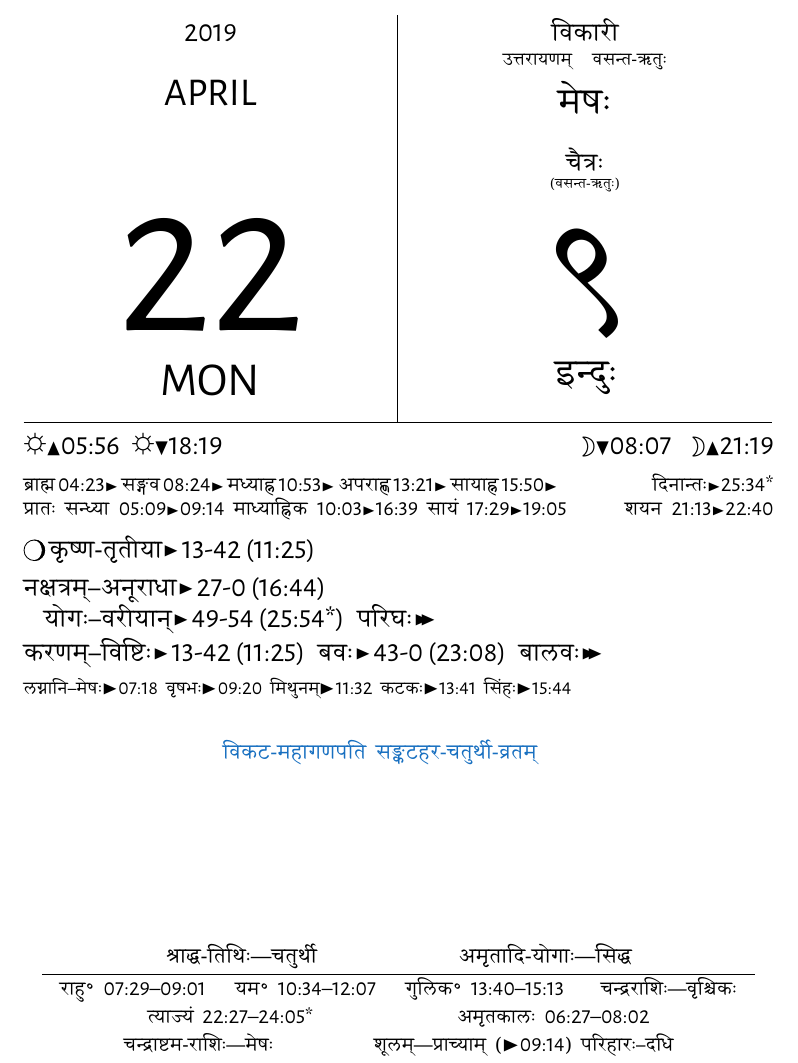 2019
APRIL
22
MON
विकारी
उत्तरायणम् वसन्त-ऋतुः
मेषः
चैत्रः
(वसन्त-ऋतुः)
९
इन्दुः
☼▲05:56 ☼▼18:19 ☽▼08:07 ☽▲21:19
ब्राह्म 04:23► सङ्गव 08:24► मध्याह्न 10:53► अपराह्ण 13:21► सायाह्न 15:50► दिनान्तः►25:34*
प्रातः सन्ध्या 05:09►09:14 माध्याह्निक 10:03►16:39 सायं 17:29►19:05 शयन 21:13►22:40
❍कृष्ण-तृतीया►13-42 (11:25)
नक्षत्रम्–अनूराधा►27-0 (16:44)
योगः–वरीयान्►49-54 (25:54*) परिघः►►
करणम्–विष्टिः►13-42 (11:25) बवः►43-0 (23:08) बालवः►►
लग्नानि–मेषः►07:18 वृषभः►09:20 मिथुनम्►11:32 कटकः►13:41 सिंहः►15:44
विकट-महागणपति सङ्कटहर-चतुर्थी-व्रतम्
श्राद्ध-तिथिः—चतुर्थी अमृतादि-योगाः—सिद्ध
राहु॰ 07:29–09:01 यम॰ 10:34–12:07 गुलिक॰ 13:40–15:13 चन्द्रराशिः—वृश्चिकः
त्याज्यं 22:27–24:05* अमृतकालः 06:27–08:02
चन्द्राष्टम-राशिः—मेषः शूलम्—प्राच्याम् (►09:14) परिहारः–दधि